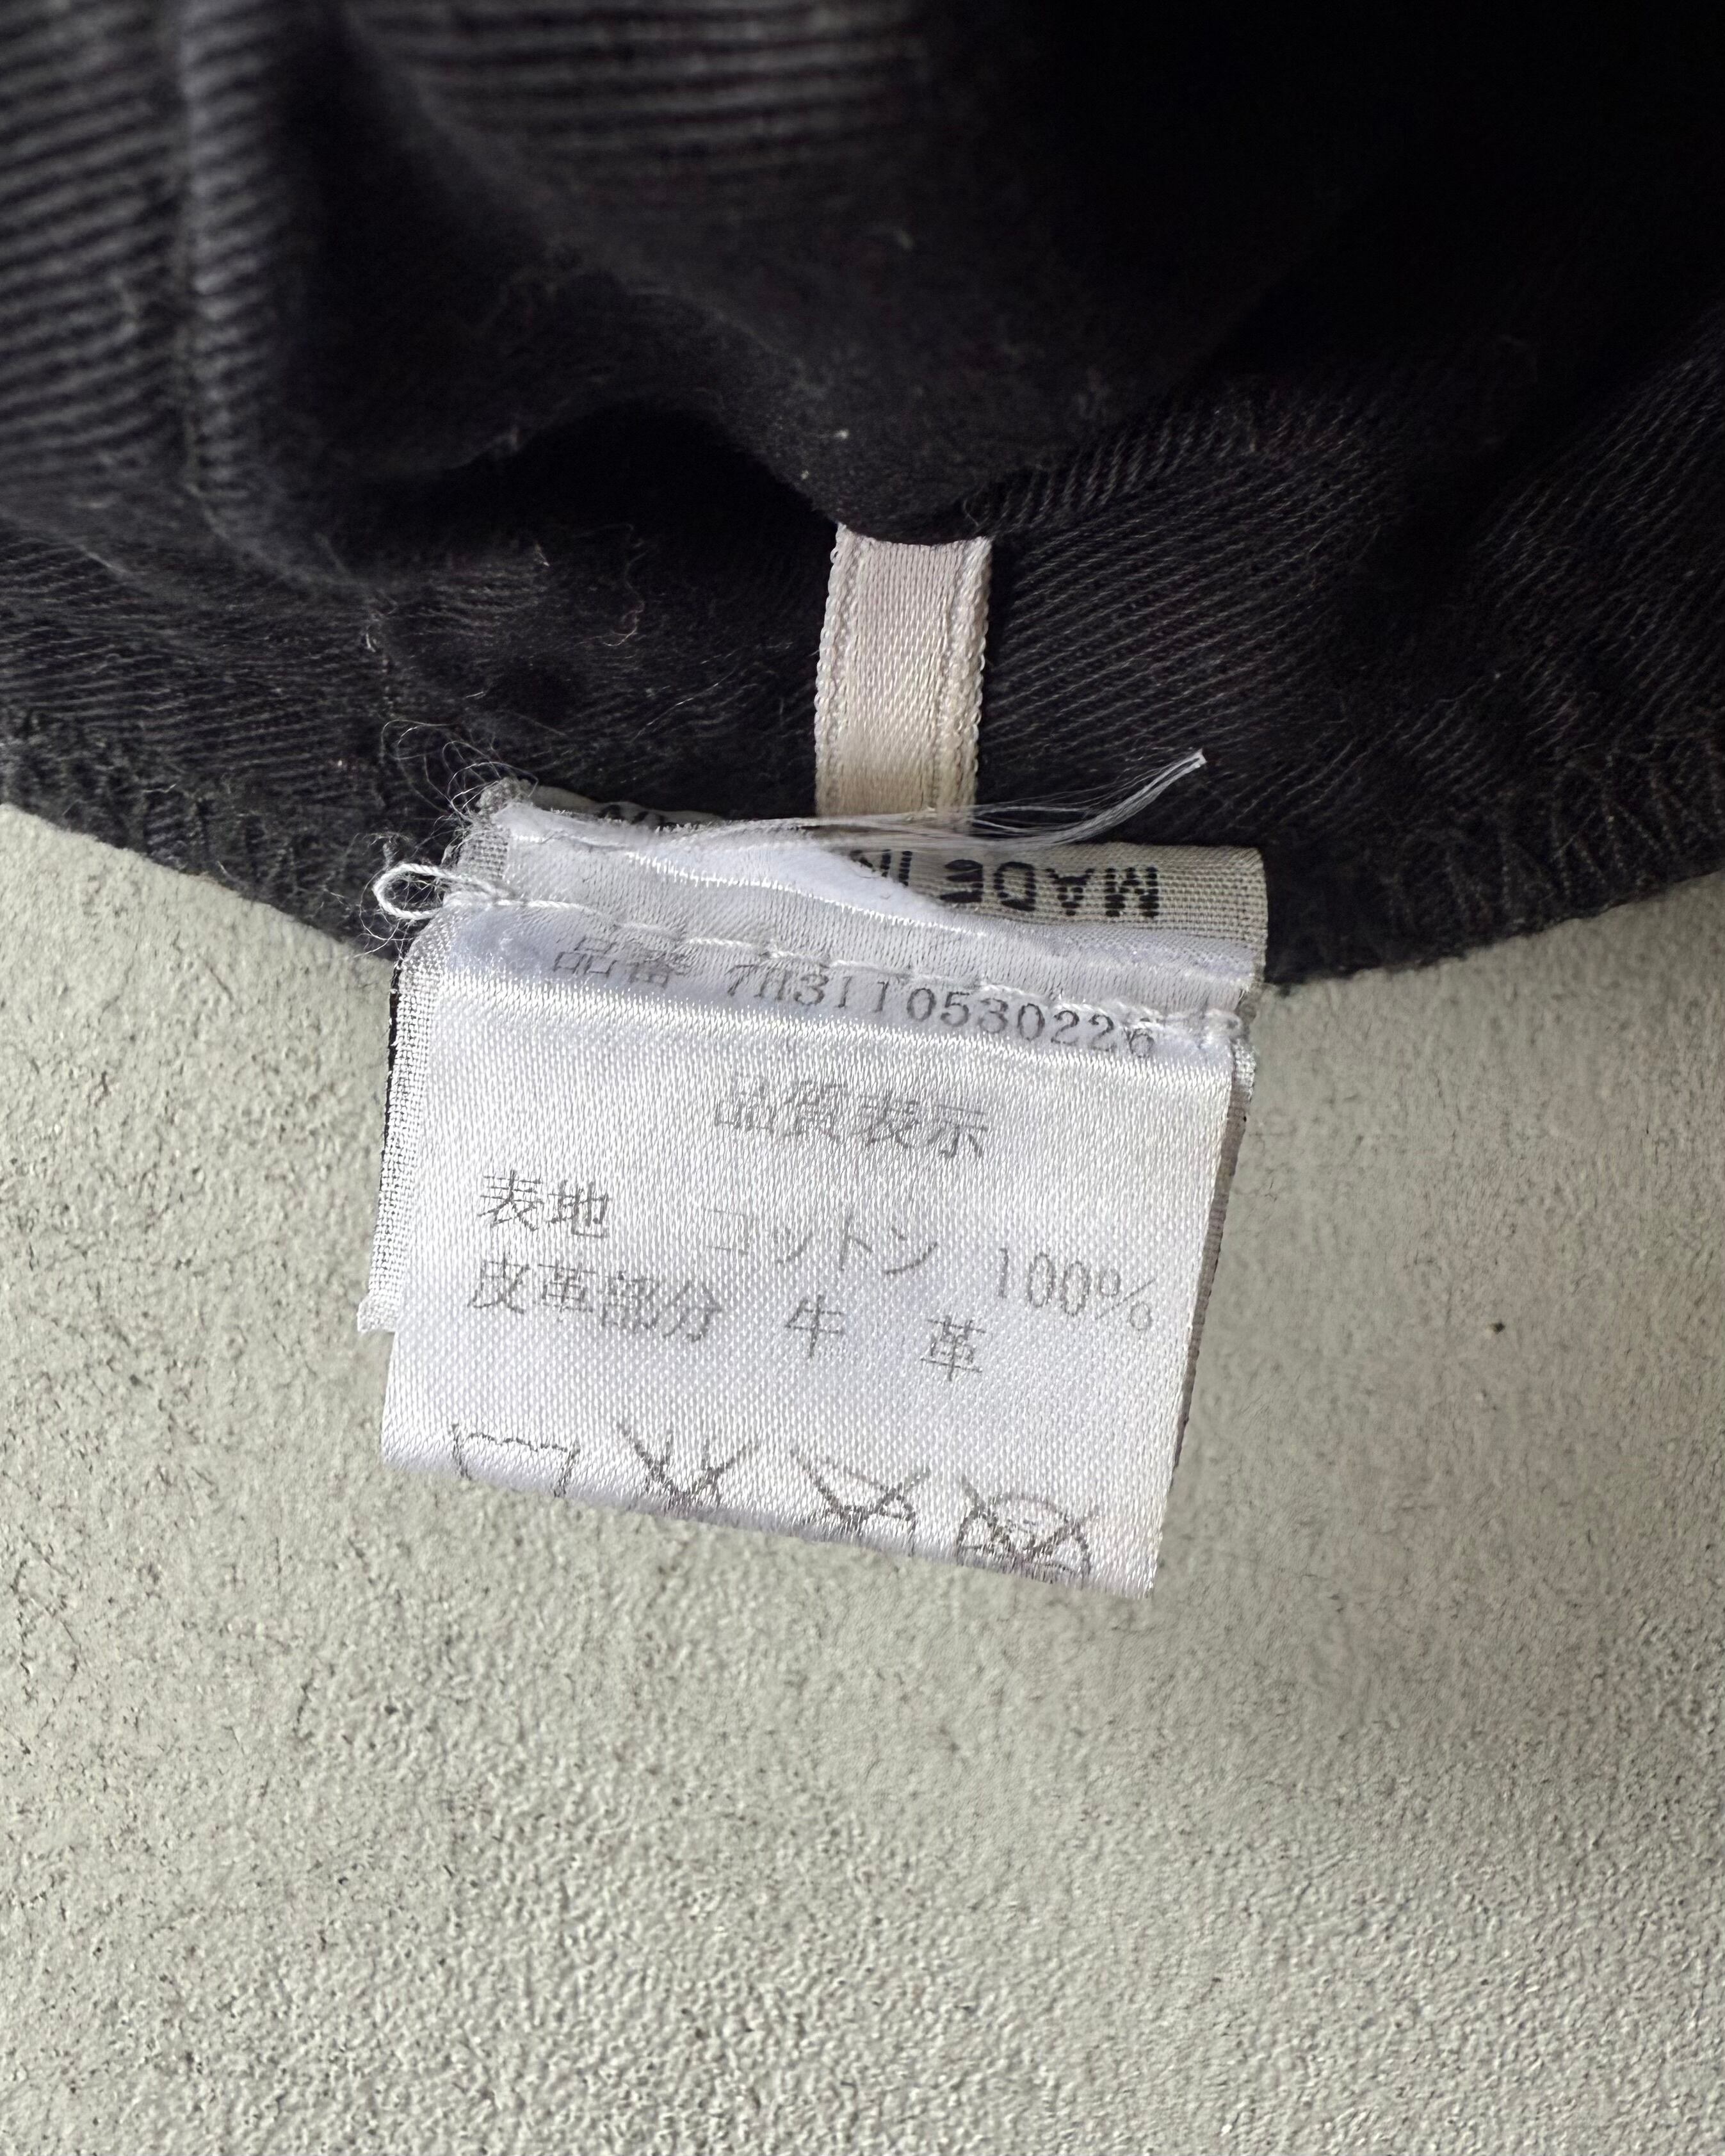 MADE IN
品番 7H3110530226
品質表示
表地 コットン 100%
皮革部分 牛 革